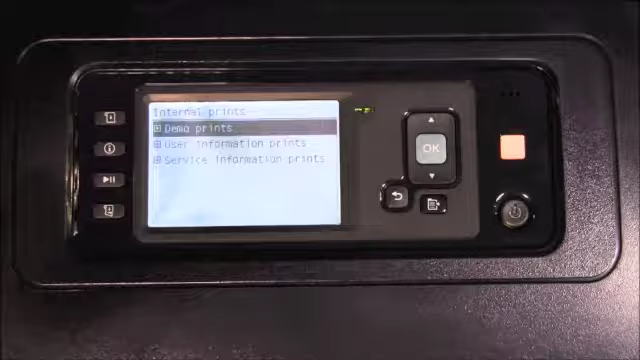 Internal prints
Demo prints
User information prints
Service information prints
OK